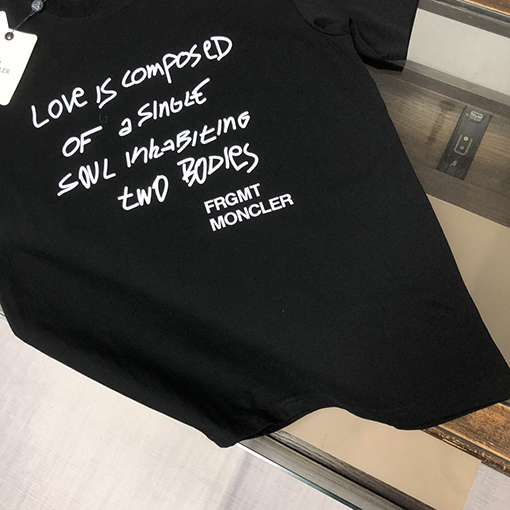 LOVE IS COMPOSED
OF a SINGLE
SOUL INHABITING
TWO BODIES
FRGMT
MONCLER